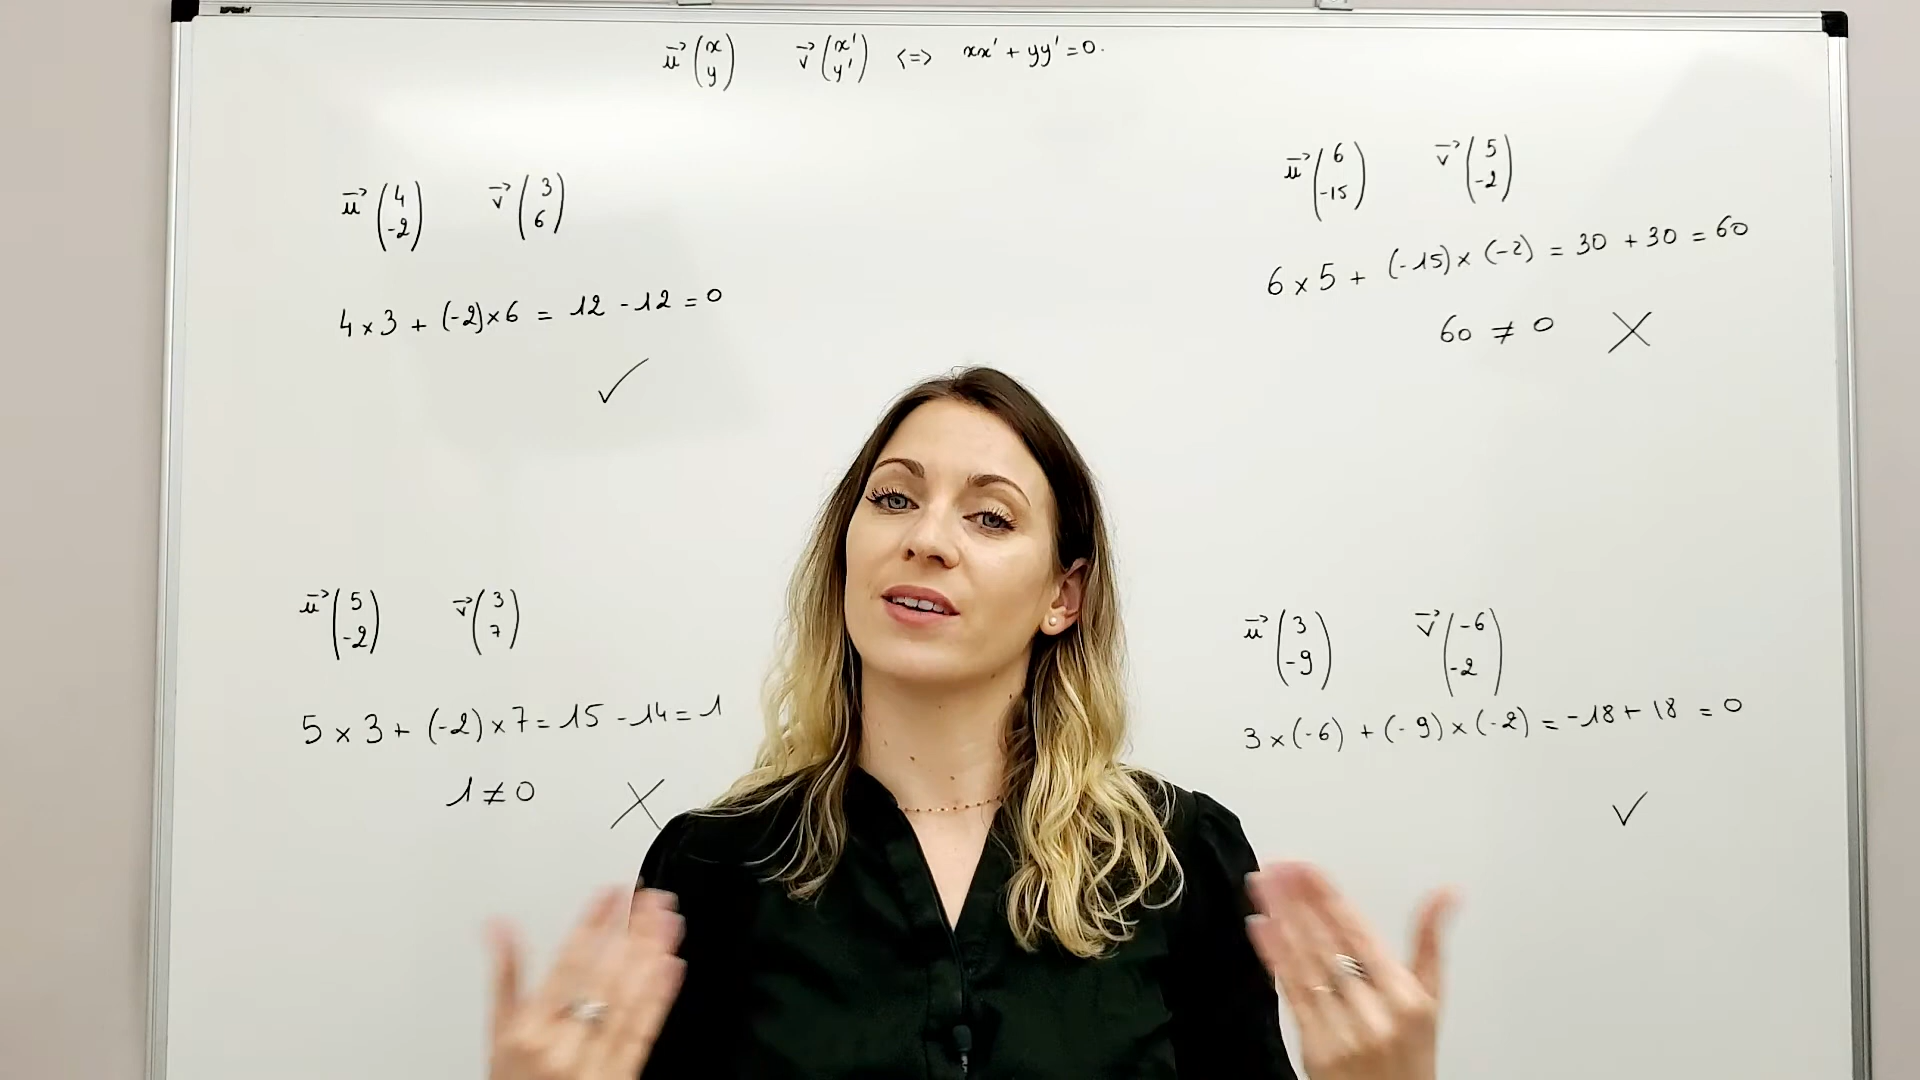 u⃗ (x y) v⃗ (x' y') <=> xx' + yy' = 0.
u⃗ (4 -2) v⃗ (3 6)
4 × 3 + (-2) × 6 = 12 - 12 = 0
✓
u⃗ (6 -15) v⃗ (5 -2)
6 × 5 + (-15) × (-2) = 30 + 30 = 60
60 ≠ 0 ✗
u⃗ (5 -2) v⃗ (3 7)
5 × 3 + (-2) × 7 = 15 - 14 = 1
1 ≠ 0 ✗
u⃗ (3 -9) v⃗ (-6 -2)
3 × (-6) + (-9) × (-2) = -18 + 18 = 0
✓